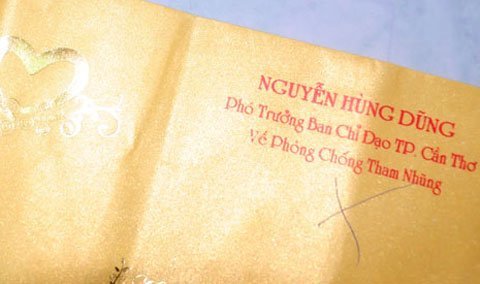 NGUYỄN HÙNG DŨNG
Phó Trưởng Ban Chỉ Đạo TP. Cần Thơ
Về Phòng Chống Tham Nhũng